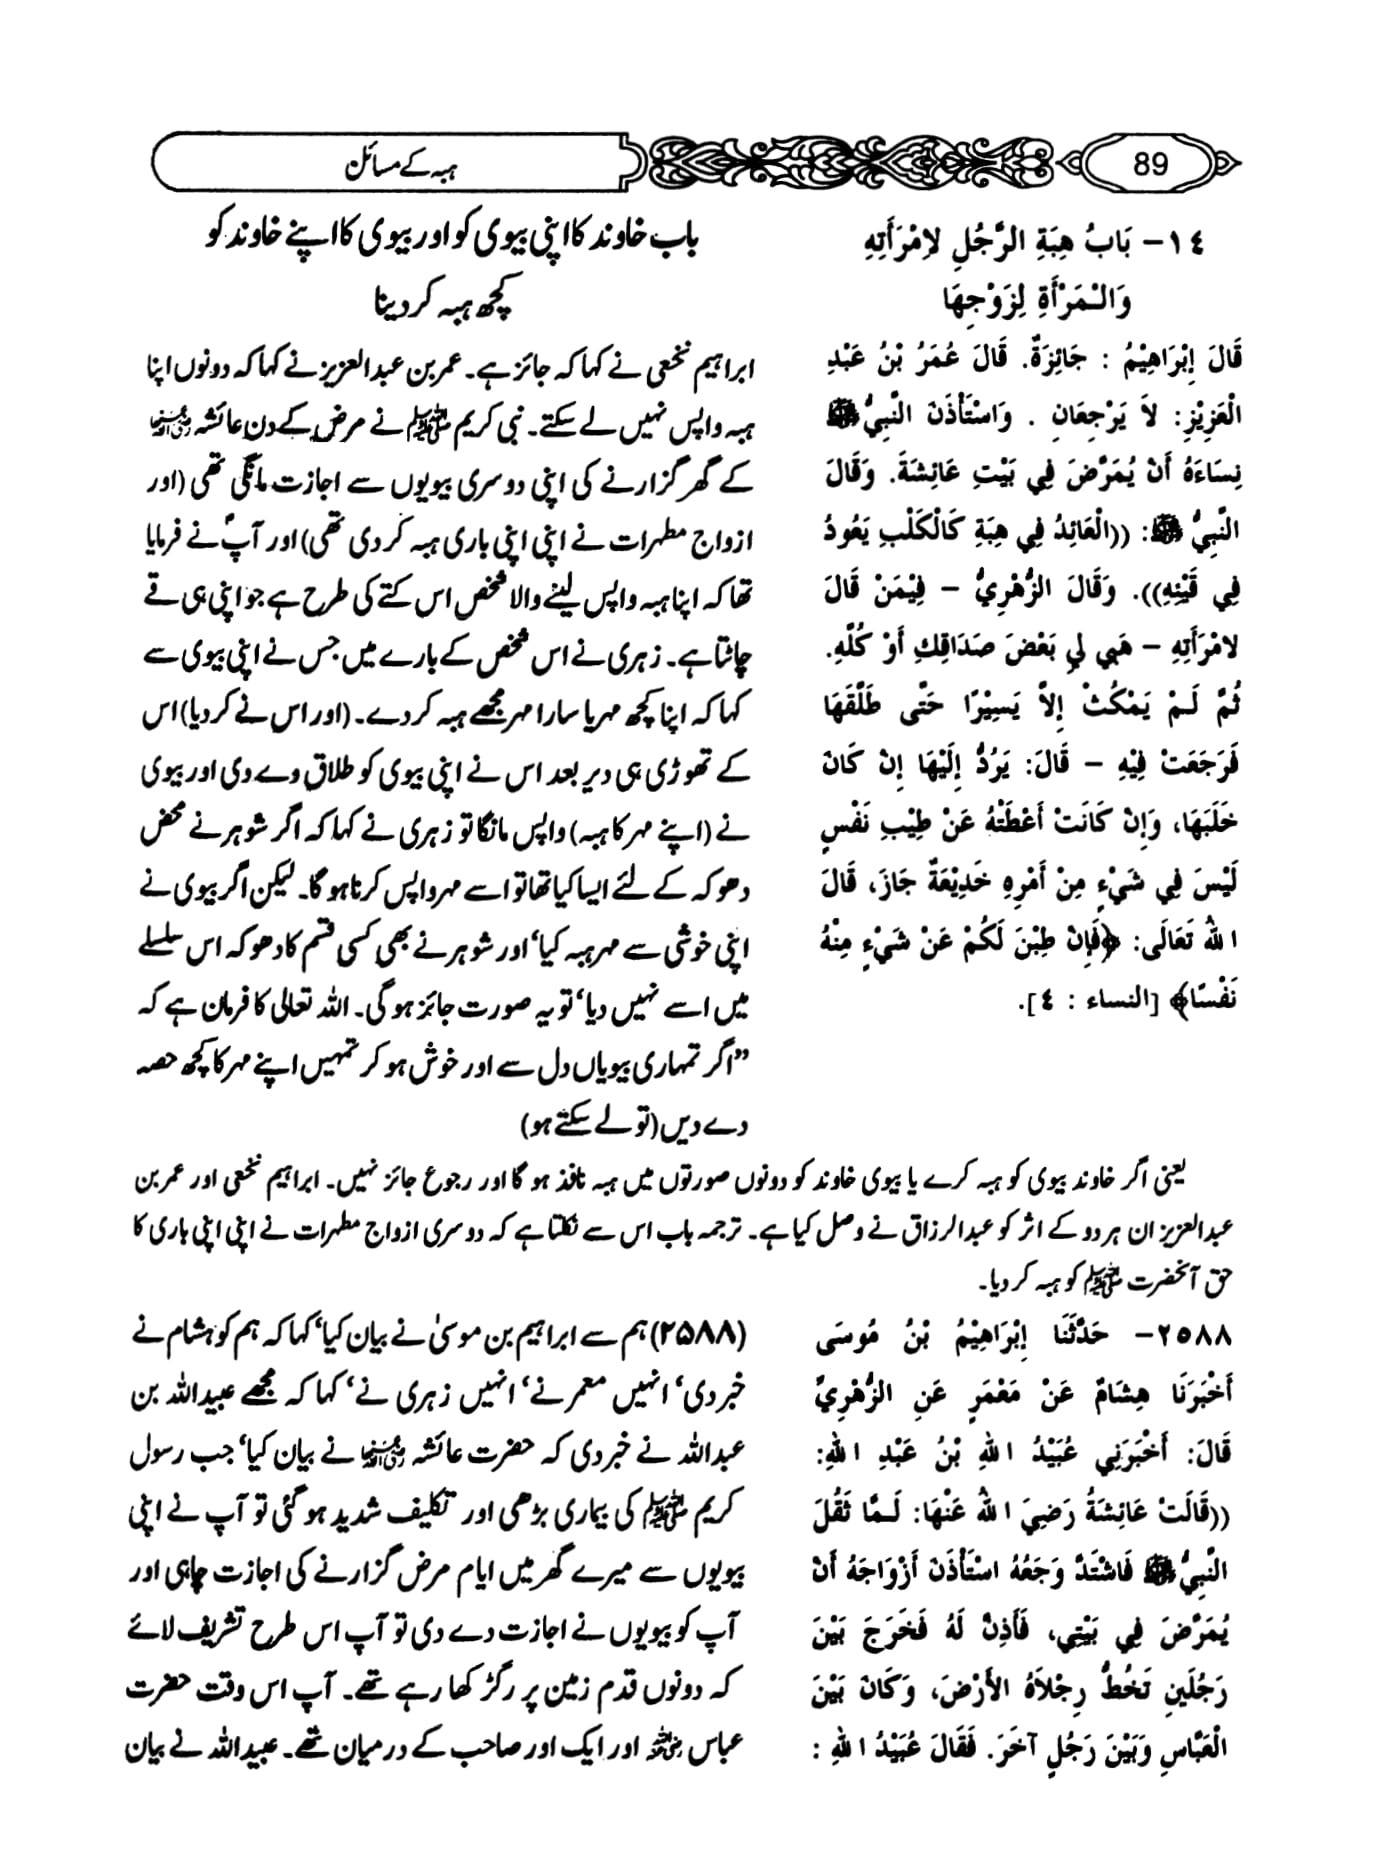 89
ہبہ کے مسائل
١٤- بَابُ هِبَةِ الرَّجُلِ لاِمْرَأَتِهِ
وَالْـمَرْأَةِ لِزَوْجِهَا
قَالَ إِبْرَاهِيْمُ : جَائِزَةٌ. قَالَ عُمَرُ بْنُ عَبْدِ
الْعَزِيْزِ: لاَ يَرْجِعَانِ . وَاسْتَأْذَنَ النَّبِيُّ ﷺ
نِسَاءَهُ أَنْ يُمَرَّضَ فِي بَيْتِ عَائِشَةَ. وَقَالَ
النَّبِيُّ ﷺ: ((الْعَائِدُ فِي هِبَةِ كَالْكَلْبِ يَعُودُ
فِي قَيْئِهِ)). وَقَالَ الزُّهْرِيُّ – فِيْمَنْ قَالَ
لامْرَأَتِهِ – هَبِي لِي بَعْضَ صَدَاقِكِ أَوْ كُلَّهُ.
ثُمَّ لَـمْ يَمْكُثْ إِلاَّ يَسِيْرًا حَتَّى طَلَّقَهَا
فَرَجَعَتْ فِيْهِ – قَالَ: يَرُدُّ إِلَيْهَا إِنْ كَانَ
خَلَبَهَا، وَإِنْ كَانَتْ أَعْطَتْهُ عَنْ طِيْبِ نَفْسٍ
لَيْسَ فِي شَيْءٍ مِنْ أَمْرِهِ خَدِيْعَةٌ جَازَ، قَالَ
اللهُ تَعَالَى: ﴿فَإِنْ طِبْنَ لَكُمْ عَنْ شَيْءٍ مِنْهُ
نَفْسًا﴾ [النساء : ٤].
باب خاوند کا اپنی بیوی کو اور بیوی کا اپنے خاوند کو
کچھ ہبہ کر دینا
ابراہیم نخعی نے کہا کہ جائز ہے۔ عمر بن عبدالعزیز نے کہا کہ دونوں اپنا
ہبہ واپس نہیں لے سکتے۔ نبی کریم ﷺ نے مرض کے دن عائشہ رضی اللہ عنہا
کے گھر گزارنے کی اپنی دوسری بیویوں سے اجازت مانگی تھی (اور
ازواج مطہرات نے اپنی اپنی باری ہبہ کر دی تھی) اور آپؐ نے فرمایا
تھا کہ اپنا ہبہ واپس لینے والا شخص اس کتے کی طرح ہے جو اپنی ہی قے
چاٹتا ہے۔ زہری نے اس شخص کے بارے میں جس نے اپنی بیوی سے
کہا کہ اپنا کچھ مہر یا سارا مہر مجھے ہبہ کر دے۔ (اور اس نے کر دیا) اس
کے تھوڑی ہی دیر بعد اس نے اپنی بیوی کو طلاق دے دی اور بیوی
نے (اپنے مہر کا ہبہ) واپس مانگا تو زہری نے کہا کہ اگر شوہر نے محض
دھوکہ کے لئے ایسا کیا تھا تو اسے مہر واپس کرنا ہو گا۔ لیکن اگر بیوی نے
اپنی خوشی سے مہر ہبہ کیا‘ اور شوہر نے بھی کسی قسم کا دھوکہ اس سلسلے
میں اسے نہیں دیا‘ تو یہ صورت جائز ہو گی۔ اللہ تعالیٰ کا فرمان ہے کہ
”اگر تمہاری بیویاں دل سے اور خوش ہو کر تمہیں اپنے مہر کا کچھ حصہ
دے دیں (تو لے سکتے ہو)
یعنی اگر خاوند بیوی کو ہبہ کرے یا بیوی خاوند کو دونوں صورتوں میں ہبہ نافذ ہو گا اور رجوع جائز نہیں۔ ابراہیم نخعی اور عمر بن
عبدالعزیز ان ہر دو کے اثر کو عبدالرزاق نے وصل کیا ہے۔ ترجمہ باب اس سے نکلتا ہے کہ دوسری ازواج مطہرات نے اپنی اپنی باری کا
حق آنحضرت ﷺ کو ہبہ کر دیا۔
٢٥٨٨- حَدَّثَنَا إِبْرَاهِيْمُ بْنُ مُوسَى
أَخْبَرَنَا هِشَامٌ عَنْ مَعْمَرٍ عَنِ الزُّهْرِيِّ
قَالَ: أَخْبَرَنِي عُبَيْدُ اللهِ بْنُ عَبْدِ اللهِ:
((قَالَتْ عَائِشَةُ رَضِيَ اللهُ عَنْهَا: لَـمَّا ثَقُلَ
النَّبِيُّ ﷺ فَاشْتَدَّ وَجَعُهُ اسْتَأْذَنَ أَزْوَاجَهُ أَنْ
يُمَرَّضَ فِي بَيْتِي، فَأَذِنَّ لَهُ فَخَرَجَ بَيْنَ
رَجُلَينِ تَخُطُّ رِجْلاَهُ الأَرْضَ، وَكَانَ بَيْنَ
الْعَبَّاسِ وَبَيْنَ رَجُلٍ آخَرَ. فَقَالَ عُبَيْدُ اللهِ :
(۲۵۸۸) ہم سے ابراہیم بن موسیٰ نے بیان کیا‘ کہا کہ ہم کو ہشام نے
خبر دی‘ انہیں معمر نے‘ انہیں زہری نے‘ کہا کہ مجھے عبیداللہ بن
عبداللہ نے خبر دی کہ حضرت عائشہ رضی اللہ عنہا نے بیان کیا‘ جب رسول
کریم ﷺ کی بیماری بڑھی اور تکلیف شدید ہو گئی تو آپ نے اپنی
بیویوں سے میرے گھر میں ایام مرض گزارنے کی اجازت چاہی اور
آپ کو بیویوں نے اجازت دے دی تو آپ اس طرح تشریف لائے
کہ دونوں قدم زمین پر رگڑ کھا رہے تھے۔ آپ اس وقت حضرت
عباس رضی اللہ عنہ اور ایک اور صاحب کے درمیان تھے۔ عبیداللہ نے بیان